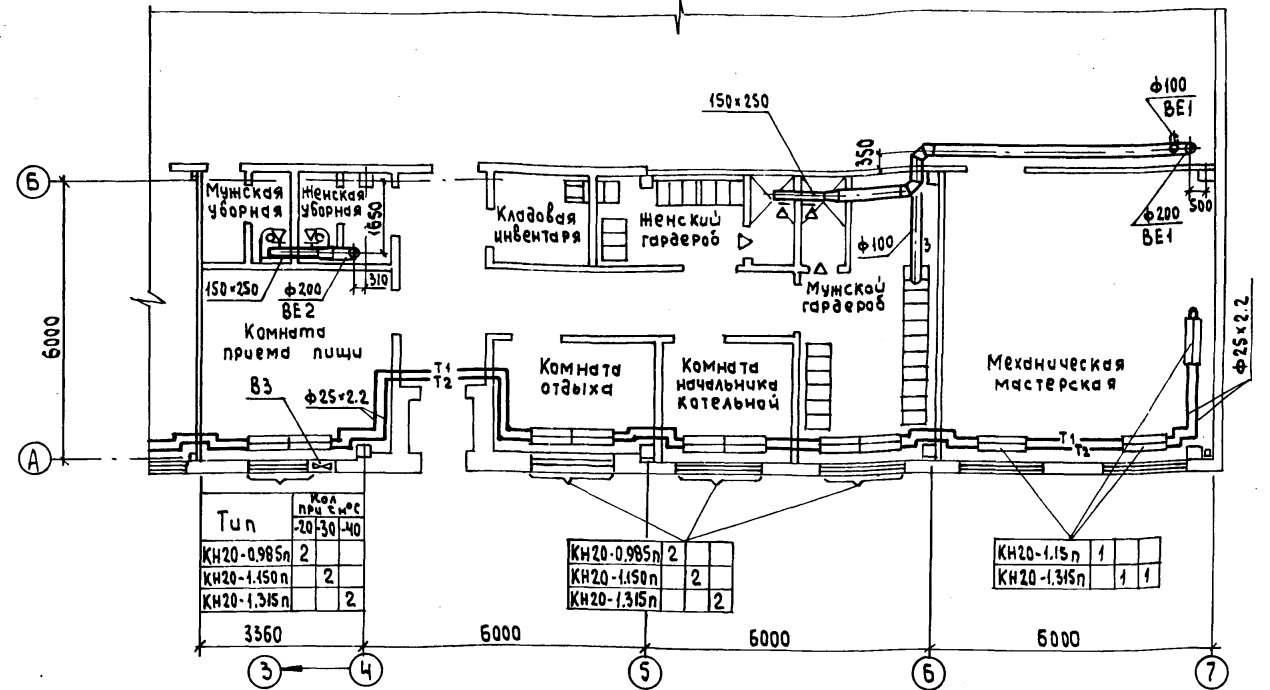 150×250
ф100
ВЕ1
350
Б
Мужская
уборная
Женская
уборная
1650
Кладовая
инвентаря
Женский
гардероб
ф100
3
ф200
ВЕ1
500
150×250
ф200
ВЕ2
310
Мужской
гардероб
6000
Комната
приема пищи
Т1
Т2
В3
ф25×2.2
Комната
отдыха
Комната
начальника
котельной
Механическая
мастерская
ф25×2.2
А
Т1
Т2
Тип
Кол
при tн°С
-20 -30 -40
КН20-0.985п 2
КН20-1.150п 2
КН20-1.315п 2
КН20-0.985п 2
КН20-1.150п 2
КН20-1.315п 2
КН20-1.15п 1
КН20-1.315п 1 1
3360
6000
6000
6000
3
4
5
6
7